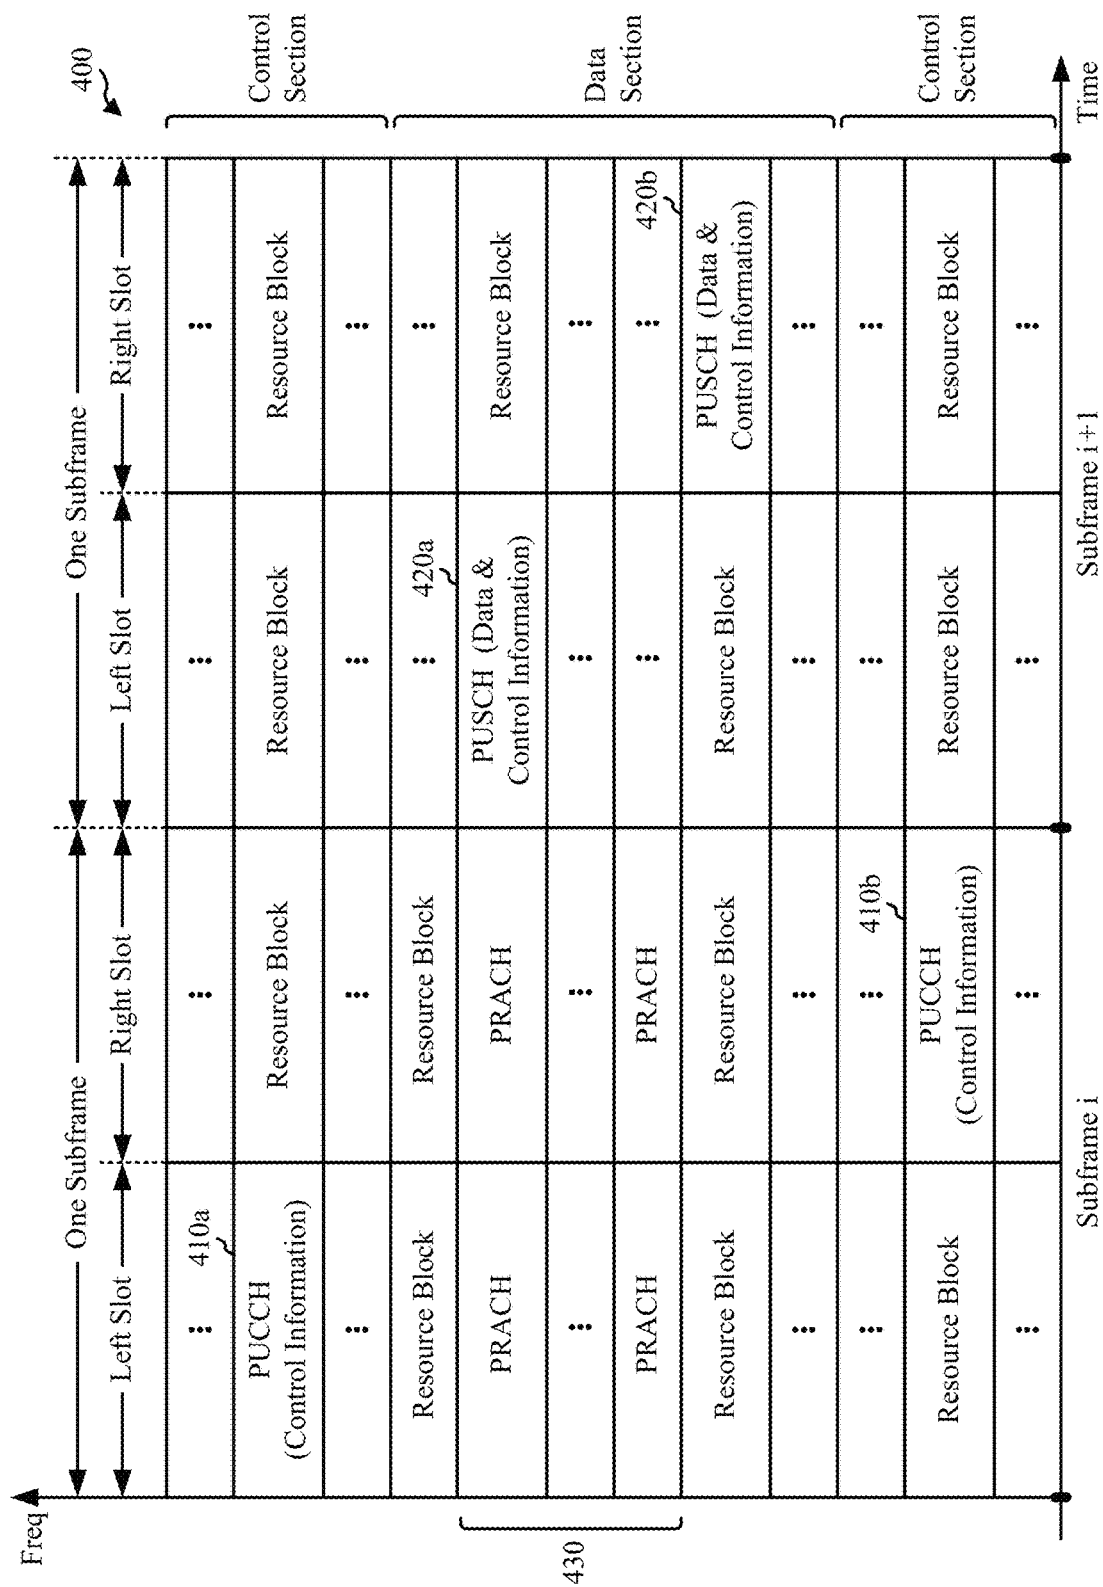 400
Freq
One Subframe
One Subframe
Left Slot
Right Slot
Left Slot
Right Slot
410a
...
...
...
...
Control
Section
PUCCH
(Control Information)
Resource Block
Resource Block
Resource Block
...
...
...
...
420a
Resource Block
Resource Block
...
...
Data
Section
430
PRACH
PRACH
PUSCH (Data &
Control Information)
Resource Block
...
...
...
...
420b
PRACH
PRACH
...
...
Resource Block
Resource Block
Resource Block
PUSCH (Data &
Control Information)
...
...
...
...
410b
...
...
...
...
Control
Section
Resource Block
PUCCH
(Control Information)
Resource Block
Resource Block
...
...
...
Subframe i
Subframe i+1
Time